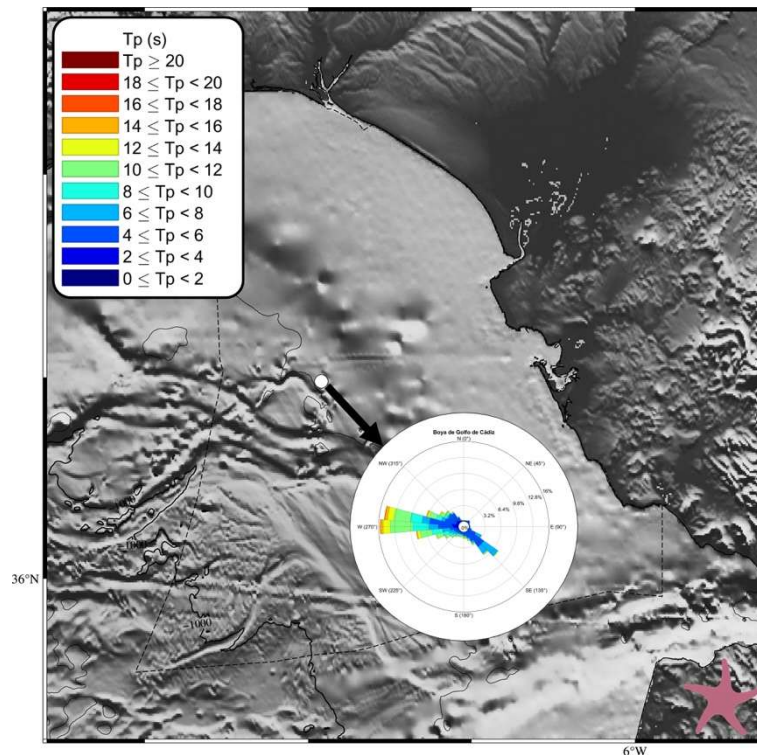 Tp (s)
Tp ≥ 20
18 ≤ Tp < 20
16 ≤ Tp < 18
14 ≤ Tp < 16
12 ≤ Tp < 14
10 ≤ Tp < 12
8 ≤ Tp < 10
6 ≤ Tp < 8
4 ≤ Tp < 6
2 ≤ Tp < 4
0 ≤ Tp < 2
Boya de Golfo de Cádiz
N (0°)
NW (315°)
NE (45°)
16%
12.8%
9.6%
6.4%
3.2%
W (270°)
E (90°)
SW (225°)
SE (135°)
S (180°)
36°N
-1000
6°W